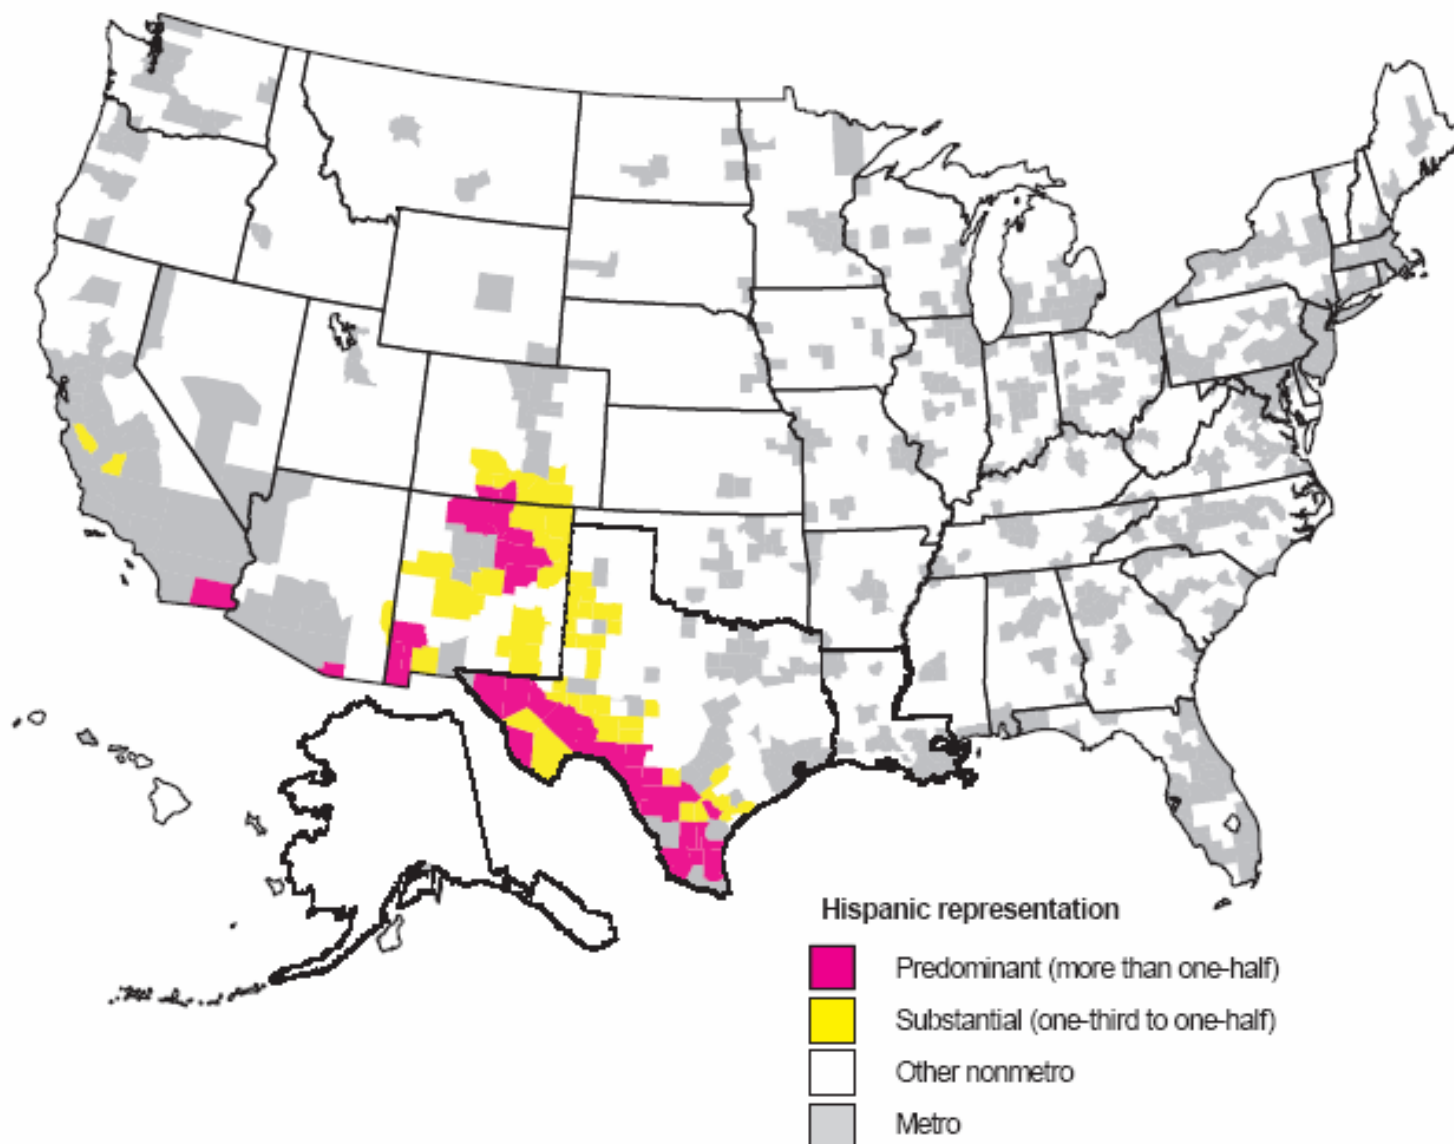 Hispanic representation
Predominant (more than one-half)
Substantial (one-third to one-half)
Other nonmetro
Metro